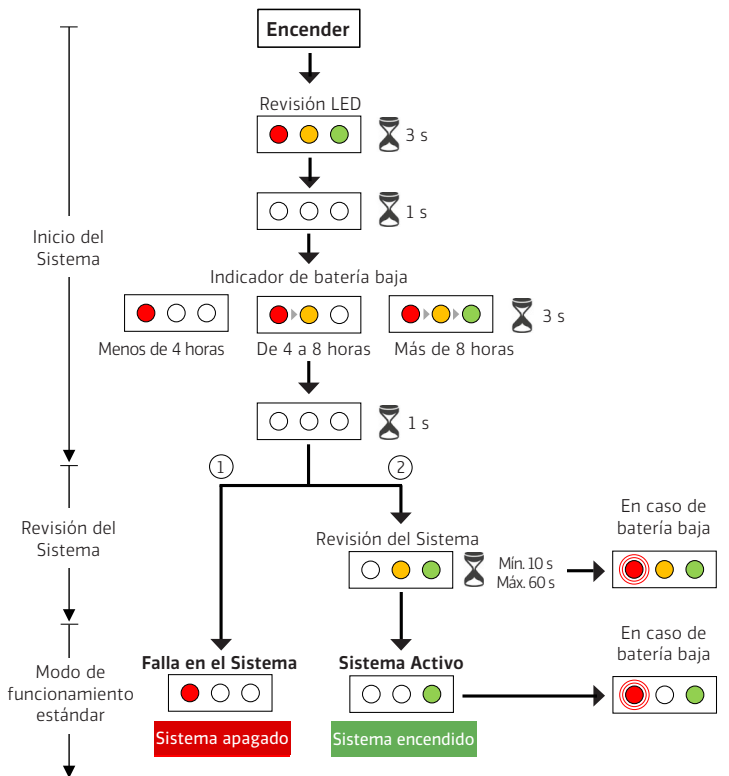 Encender
Revisión LED
3 s
1 s
Inicio del
Sistema
Indicador de batería baja
3 s
Menos de 4 horas
De 4 a 8 horas
Más de 8 horas
1 s
1
2
Revisión del
Sistema
Revisión del Sistema
Mín. 10 s
Máx. 60 s
En caso de
batería baja
Modo de
funcionamiento
estándar
Falla en el Sistema
Sistema apagado
Sistema Activo
Sistema encendido
En caso de
batería baja